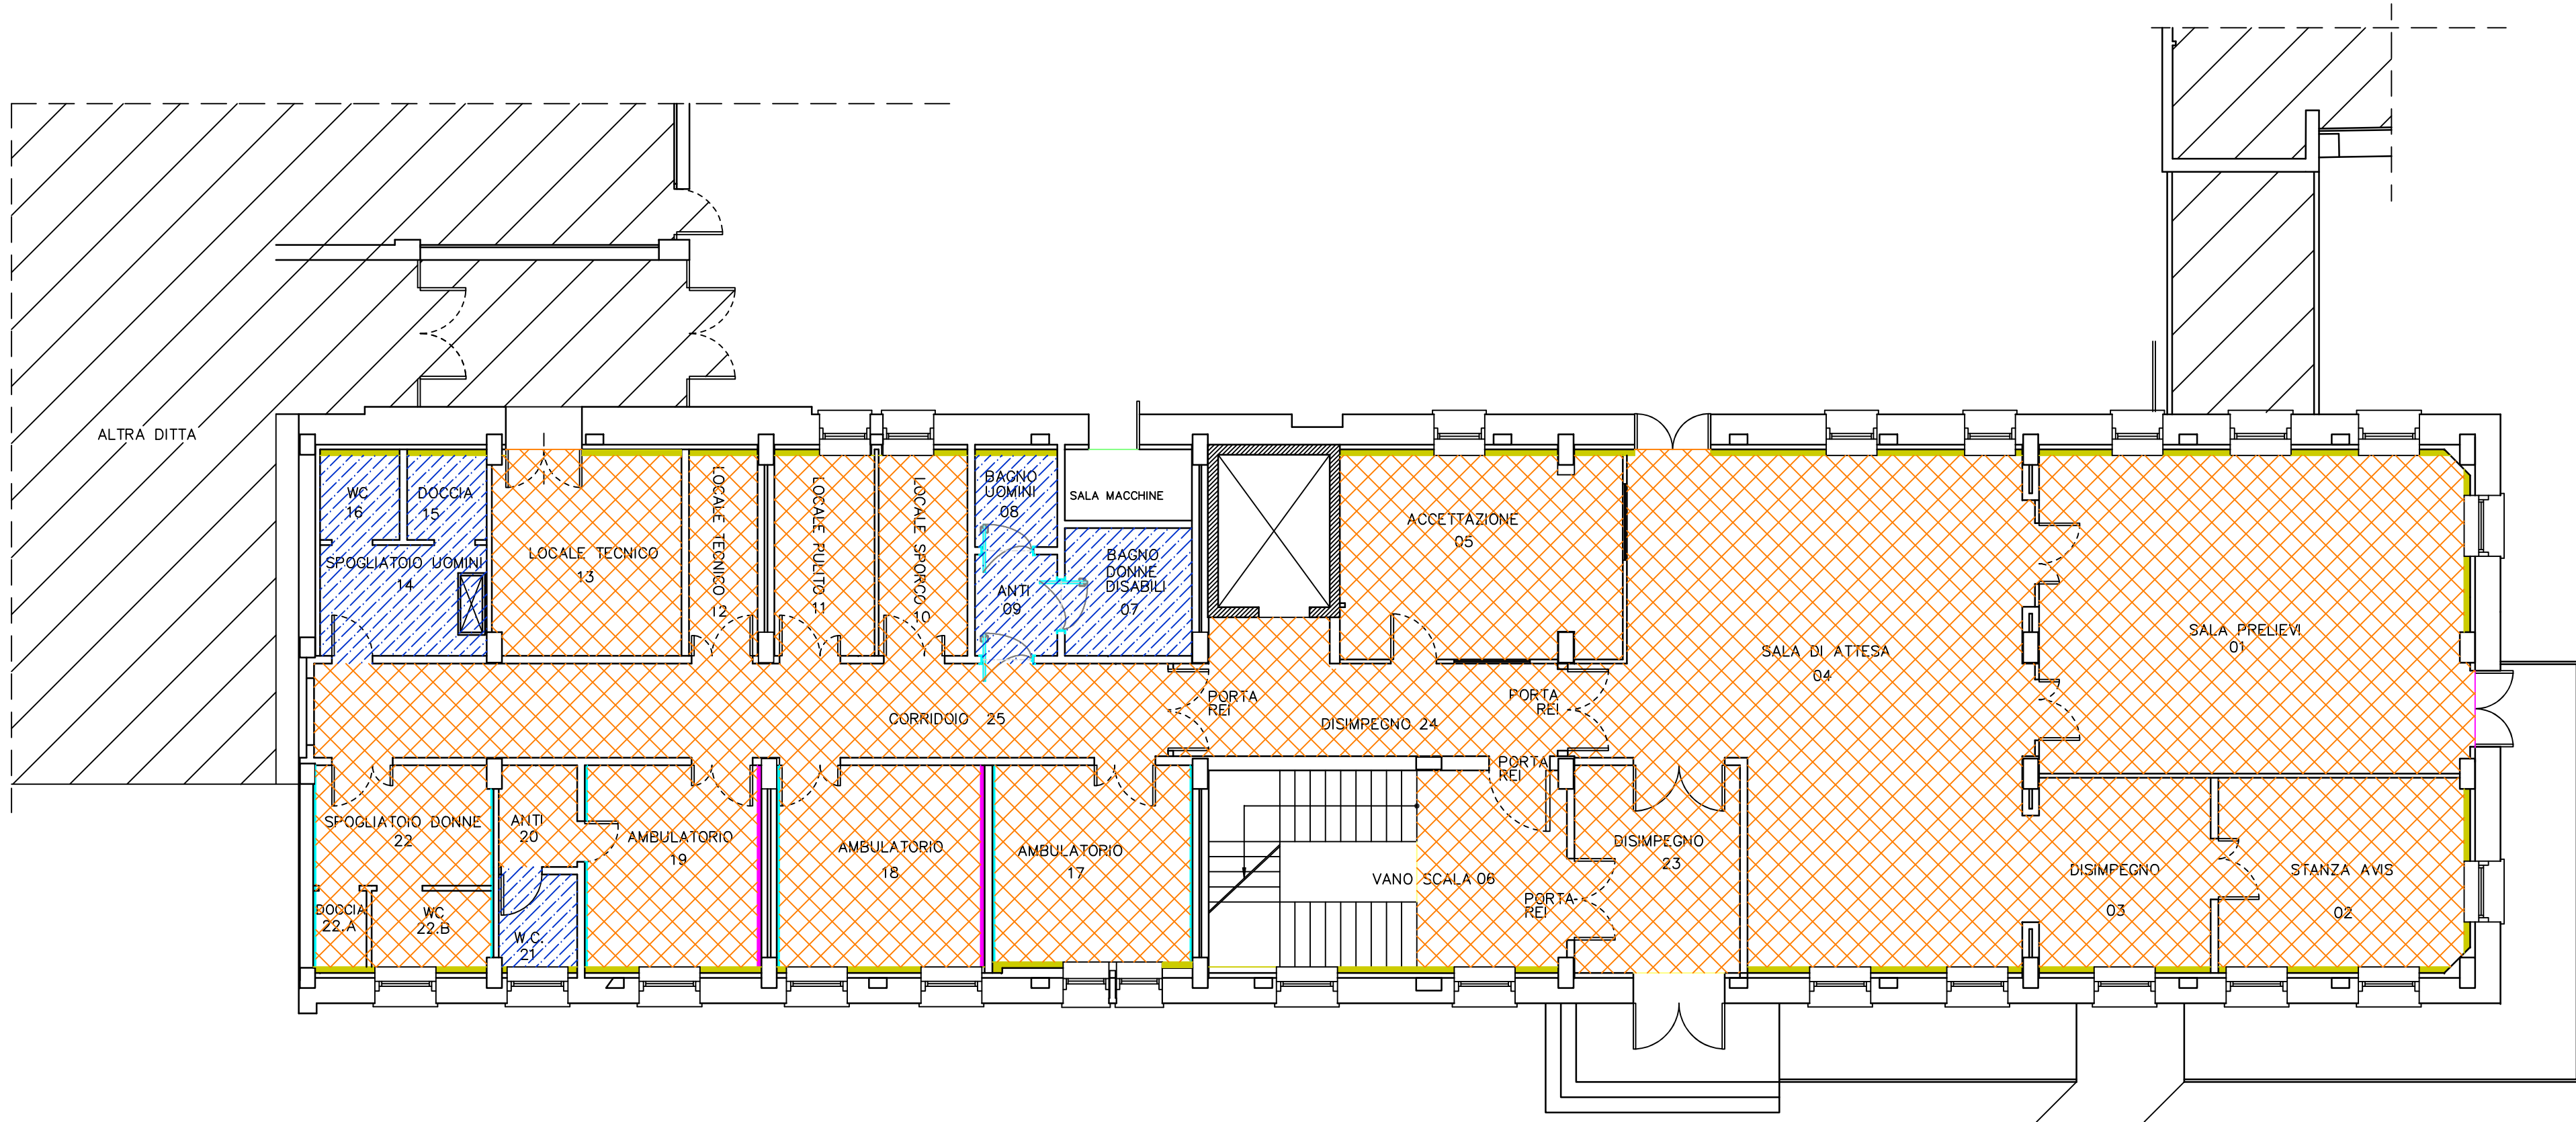 ALTRA DITTA
WC
16
DOCCIA
15
SPOGLIATOIO UOMINI
14
LOCALE TECNICO
13
LOCALE TECNICO
12
LOCALE PULITO 11
LOCALE SPORCO 10
BAGNO
UOMINI
08
ANTI
09
SALA MACCHINE
BAGNO
DONNE
DISABILI
07
ACCETTAZIONE
05
SALA DI ATTESA
04
SALA PRELIEVI
01
CORRIDOIO 25
PORTA
REI
DISIMPEGNO 24
PORTA
REI
PORTA
REI
SPOGLIATOIO DONNE
22
DOCCIA
22.A
WC
22.B
ANTI
20
W.C.
21
AMBULATORIO
19
AMBULATORIO
18
AMBULATORIO
17
VANO SCALA 06
PORTA
REI
DISIMPEGNO
23
DISIMPEGNO
03
STANZA AVIS
02